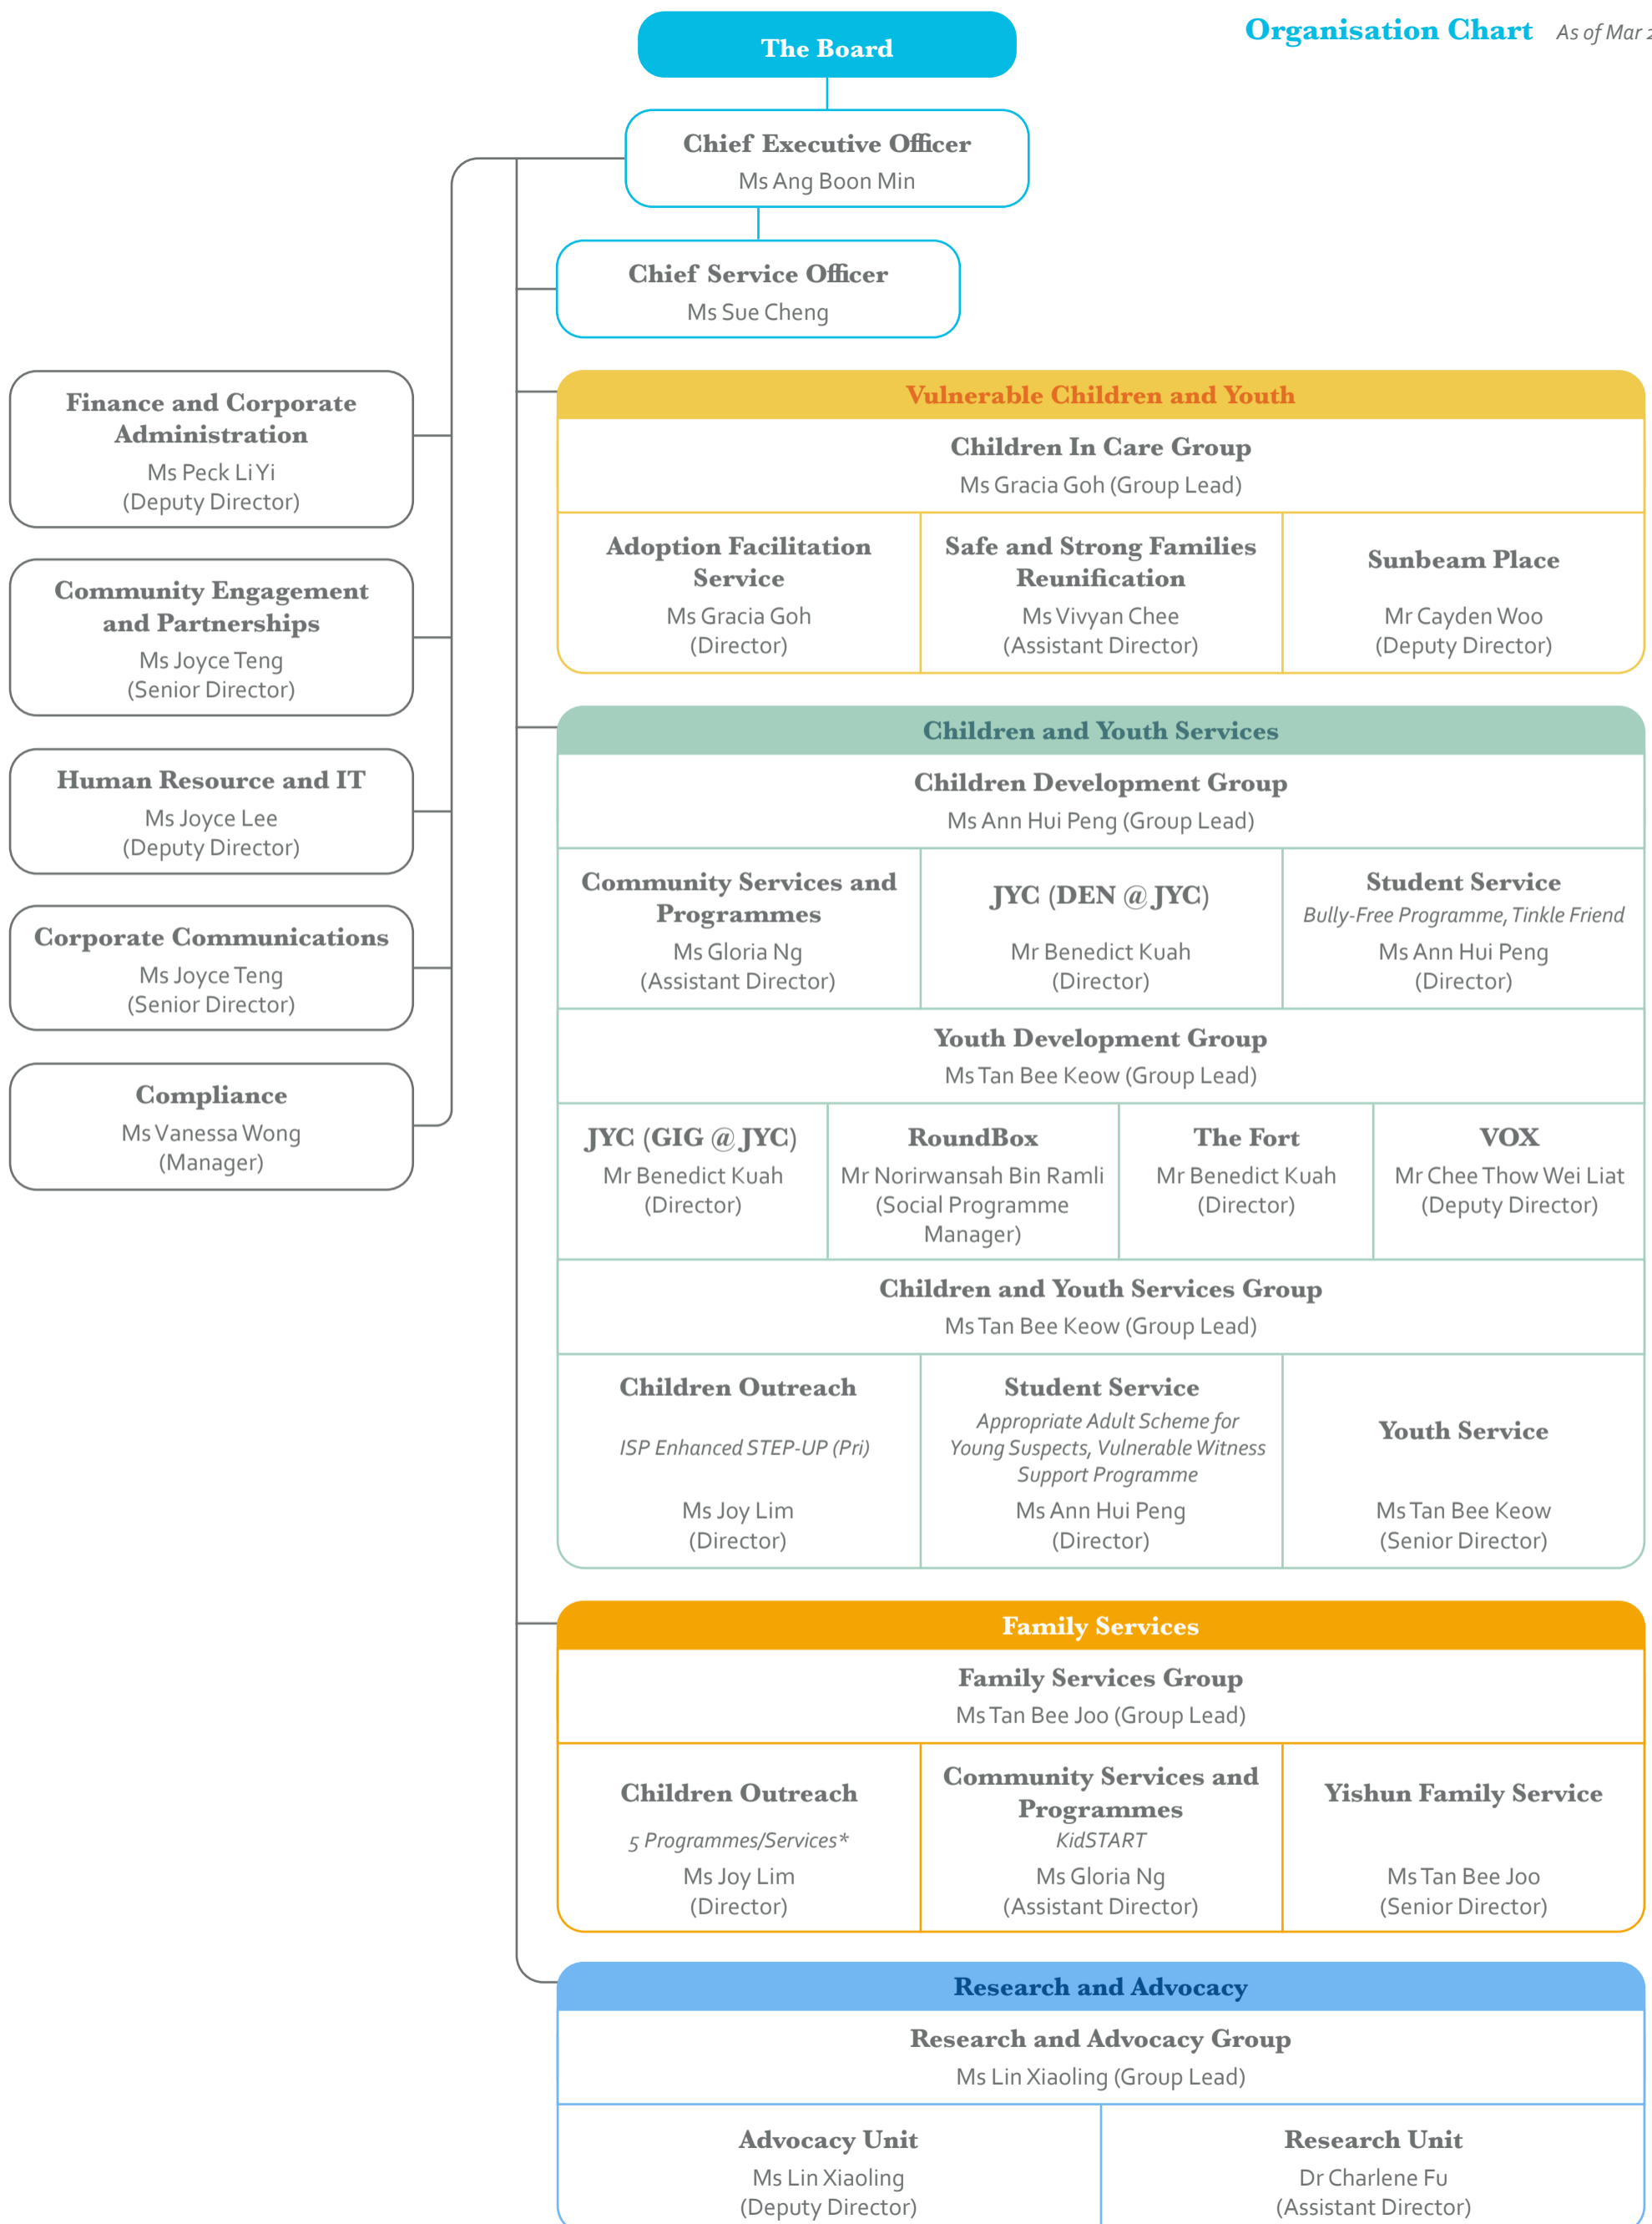 The Board
Organisation Chart As of Mar
Chief Executive Officer
Ms Ang Boon Min
Chief Service Officer
Ms Sue Cheng
Finance and Corporate
Administration
Ms Peck Li Yi
(Deputy Director)
Community Engagement
and Partnerships
Ms Joyce Teng
(Senior Director)
Human Resource and IT
Ms Joyce Lee
(Deputy Director)
Corporate Communications
Ms Joyce Teng
(Senior Director)
Compliance
Ms Vanessa Wong
(Manager)
Vulnerable Children and Youth
Children In Care Group
Ms Gracia Goh (Group Lead)
Adoption Facilitation
Service
Ms Gracia Goh
(Director)
Safe and Strong Families
Reunification
Ms Vivyan Chee
(Assistant Director)
Sunbeam Place
Mr Cayden Woo
(Deputy Director)
Children and Youth Services
Children Development Group
Ms Ann Hui Peng (Group Lead)
Community Services and
Programmes
Ms Gloria Ng
(Assistant Director)
JYC (DEN @ JYC)
Mr Benedict Kuah
(Director)
Student Service
Bully-Free Programme, Tinkle Friend
Ms Ann Hui Peng
(Director)
Youth Development Group
Ms Tan Bee Keow (Group Lead)
JYC (GIG @ JYC)
Mr Benedict Kuah
(Director)
RoundBox
Mr Norirwansah Bin Ramli
(Social Programme
Manager)
The Fort
Mr Benedict Kuah
(Director)
VOX
Mr Chee Thow Wei Liat
(Deputy Director)
Children and Youth Services Group
Ms Tan Bee Keow (Group Lead)
Children Outreach
ISP Enhanced STEP-UP (Pri)
Ms Joy Lim
(Director)
Student Service
Appropriate Adult Scheme for
Young Suspects, Vulnerable Witness
Support Programme
Ms Ann Hui Peng
(Director)
Youth Service
Ms Tan Bee Keow
(Senior Director)
Family Services
Family Services Group
Ms Tan Bee Joo (Group Lead)
Children Outreach
5 Programmes/Services*
Ms Joy Lim
(Director)
Community Services and
Programmes
KidSTART
Ms Gloria Ng
(Assistant Director)
Yishun Family Service
Ms Tan Bee Joo
(Senior Director)
Research and Advocacy
Research and Advocacy Group
Ms Lin Xiaoling (Group Lead)
Advocacy Unit
Ms Lin Xiaoling
(Deputy Director)
Research Unit
Dr Charlene Fu
(Assistant Director)